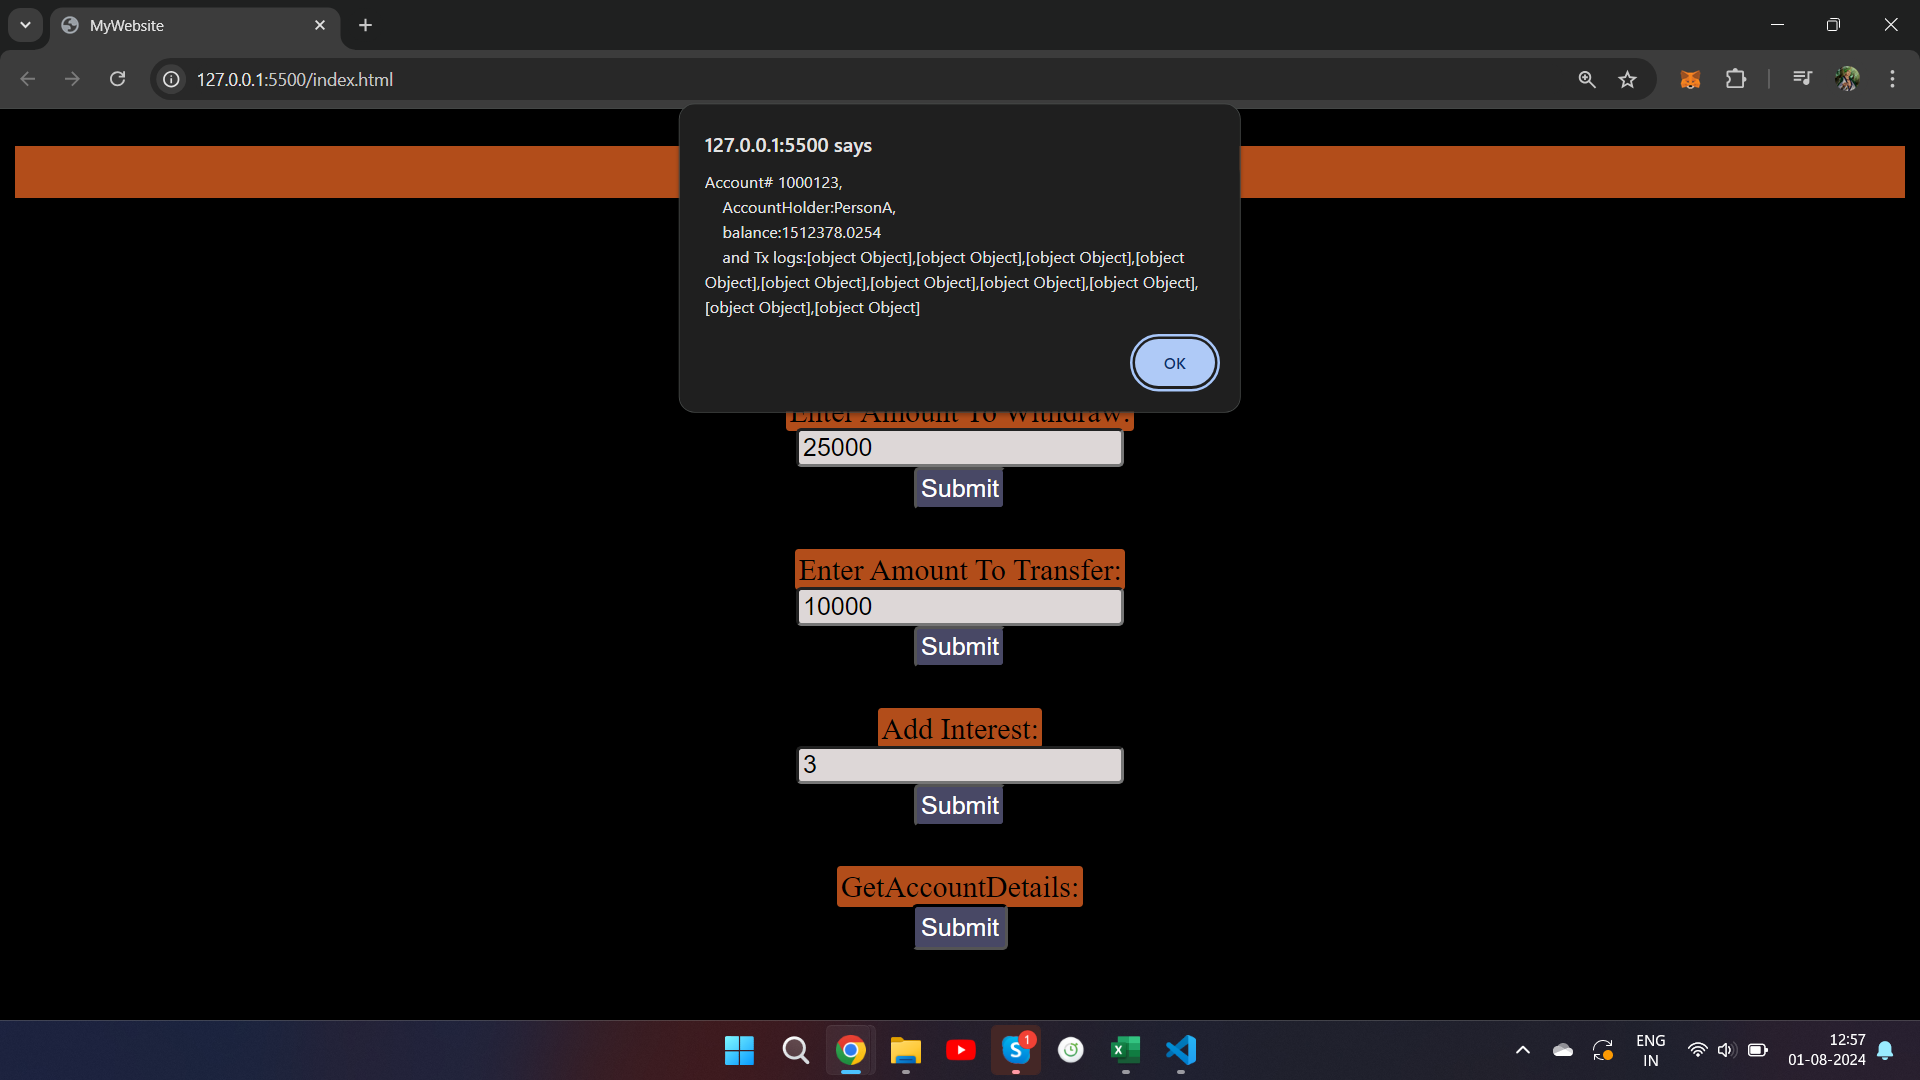 MyWebsite
127.0.0.1:5500/index.html
127.0.0.1:5500 says
Account# 1000123,
AccountHolder:PersonA,
balance:1512378.0254
and Tx logs:[object Object],[object Object],[object Object],[object
Object],[object Object],[object Object],[object Object],[object Object],
[object Object],[object Object]
OK
Enter Amount To Withdraw:
25000
Submit
Enter Amount To Transfer:
10000
Submit
Add Interest:
3
Submit
GetAccountDetails:
Submit
S
1
X
ENG
IN
12:57
01-08-2024